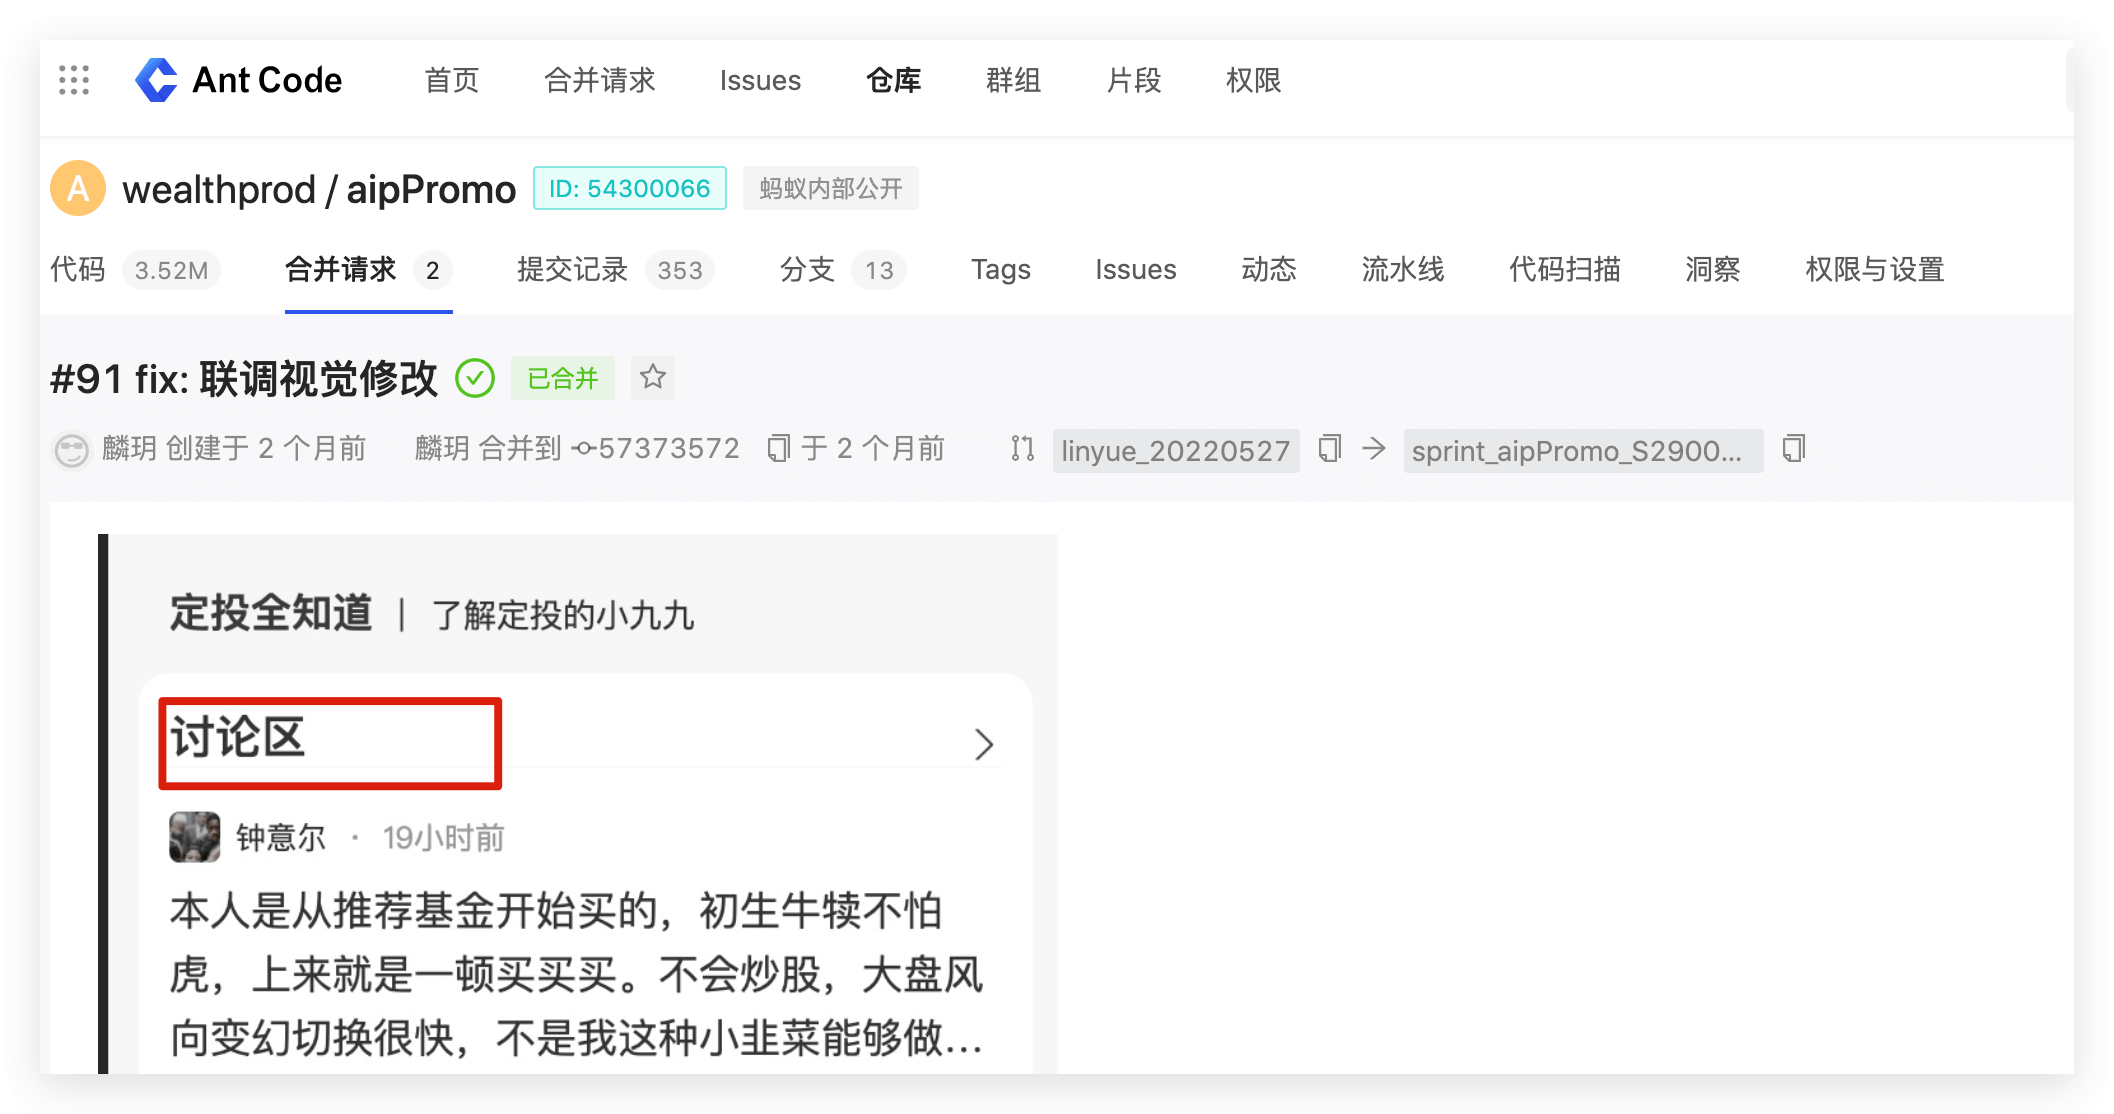 Ant Code 首页 合并请求 Issues 仓库 群组 片段 权限
A wealthprod / aipPromo ID: 54300066 蚂蚁内部公开
代码 3.52M 合并请求 2 提交记录 353 分支 13 Tags Issues 动态 流水线 代码扫描 洞察 权限与设置
#91 fix: 联调视觉修改 已合并
麟玥 创建于 2 个月前 麟玥 合并到 57373572 于 2 个月前 linyue_20220527 → sprint_aipPromo_S2900...
定投全知道 | 了解定投的小九九
讨论区
钟意尔 · 19小时前
本人是从推荐基金开始买的，初生牛犊不怕
虎，上来就是一顿买买买。不会炒股，大盘风
向变幻切换很快，不是我这种小韭菜能够做...